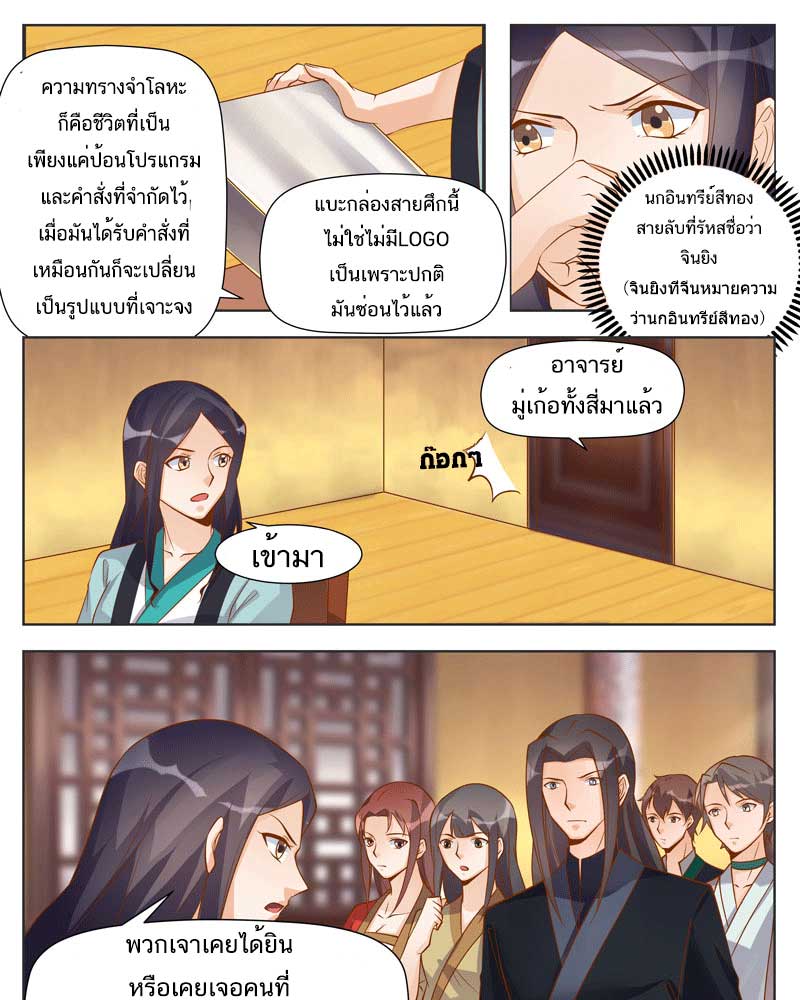 ความทรางจำโลหะ
ก็คือชีวิตที่เป็น
เพียงแค่ป้อนโปรแกรม
และคำสั่งที่จำกัดไว้
เมื่อมันได้รับคำสั่งที่
เหมือนกันก็จะเปลี่ยน
เป็นรูปแบบที่เจาะจง
แบะกล่องสายศึกนี้
ไม่ใช่ไม่มีLOGO
เป็นเพราะปกติ
มันซ่อนไว้แล้ว
นกอินทรีย์สีทอง
สายลับที่รัหสชื่อว่า
จินยิง
(จินยิงทีจีนหมายความ
ว่านกอินทรีย์สีทอง)
อาจารย์
มู่เก้อทั้งสี่มาแล้ว
ก๊อกๆ
เข้ามา
พวกเจาเคยได้ยิน
หรือเคยเจอคนที่